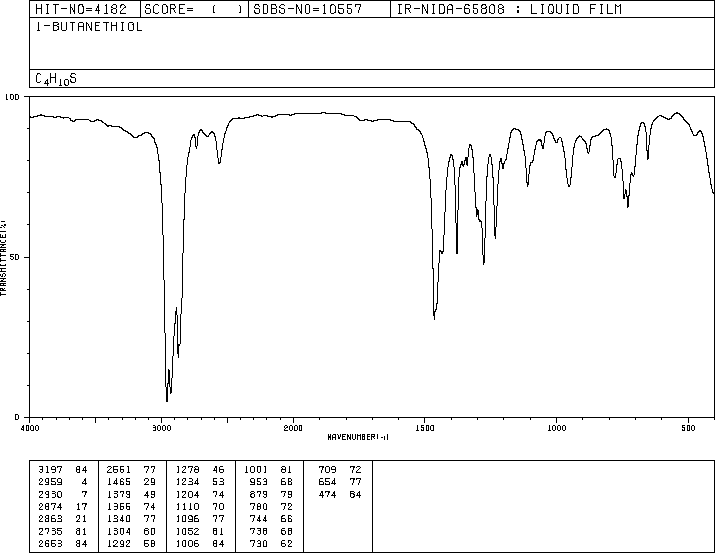 HIT-NO=4182 SCORE= ( ) SDBS-NO=10557 IR-NIDA-65808 : LIQUID FILM
1-BUTANETHIOL
C4H10S
100
50
0
TRANSMITTANCE(%)
4000 3000 2000 1500 1000 500
WAVENUMBER(-1)
3197 84 2561 77 1278 46 1001 81 709 72
2959 4 1465 29 1234 53 953 68 654 77
2930 7 1379 49 1204 74 879 79 474 84
2874 17 1366 74 1110 70 780 72
2863 21 1340 77 1096 77 744 66
2735 81 1304 60 1052 81 738 68
2653 84 1292 58 1006 84 730 62